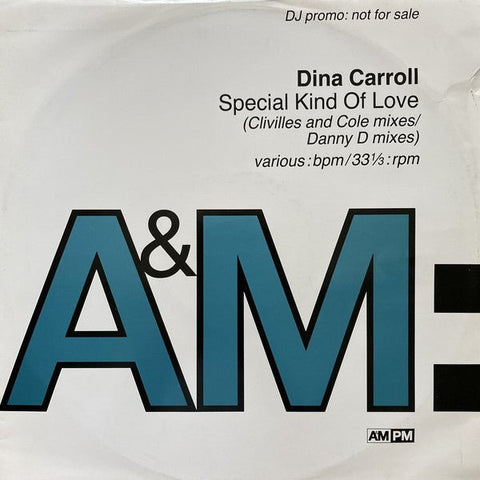 DJ promo: not for sale
Dina Carroll
Special Kind Of Love
(Clivilles and Cole mixes/
Danny D mixes)
various:bpm/33⅓:rpm
A&M:
A&M PM